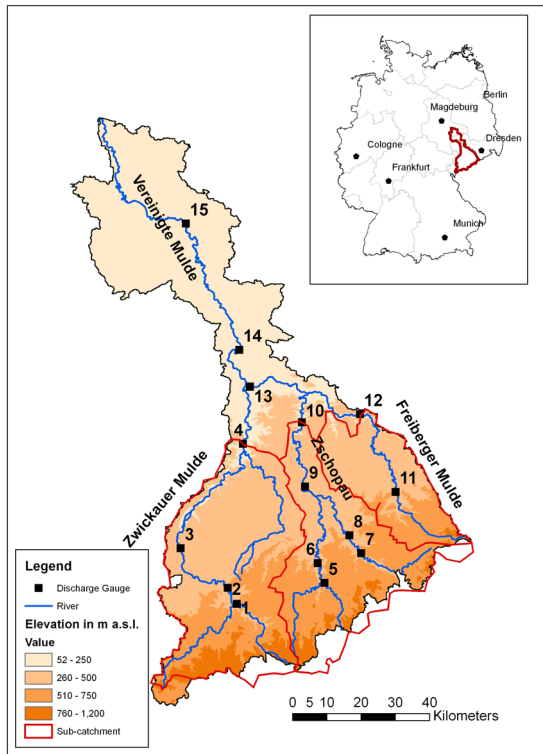 Berlin
Magdeburg
Dresden
Cologne
Frankfurt
Munich
15
Vereinigte Mulde
14
13
12
10
4
Freiberger Mulde
Zschopau
Zwickauer Mulde
9
11
3
8
7
6
5
2
1
Legend
Discharge Gauge
River
Elevation in m a.s.l.
Value
52 - 250
260 - 500
510 - 750
760 - 1,200
Sub-catchment
0 5 10 20 30 40
Kilometers